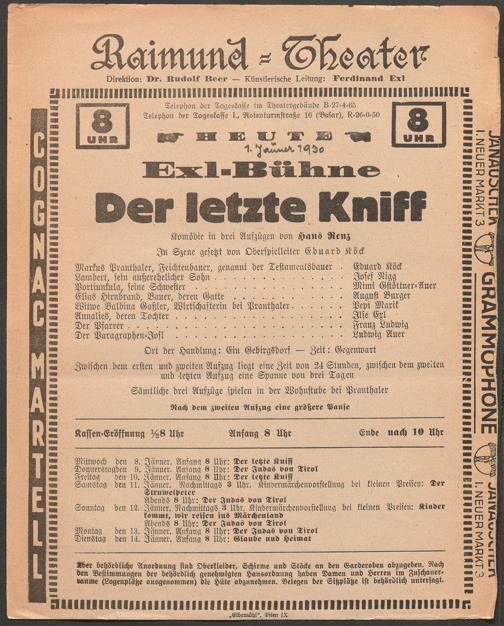 Raimund-Theater
Direktion: Dr. Rudolf Beer — Künstlerische Leitung: Ferdinand Exl
Telephon der Tageskasse im Theatergebäude B-27-4-65
Telephon der Tageskasse I., Rotenturmstraße 16 (Basar), R-26-0-50
8 UHR
HEUTE
8 UHR
1. Jänner 1930
Exl-Bühne
Der letzte Kniff
Komödie in drei Aufzügen von Hans Renz
In Szene gesetzt von Oberspielleiter Eduard Köck
Markus Pranthaler, Feichtenbauer, genannt der Testamentsbauer . Eduard Köck
Lambert, sein außerehelicher Sohn . . . . . . . . . . Josef Nigg
Portiunkula, seine Schwester . . . . . . . . . . Mimi Gstöttner-Auer
Elias Hirnbrand, Bauer, deren Gatte . . . . . . . . . . August Burger
Witwe Balbina Gaßler, Wirtschafterin bei Pranthaler . . . . . Pepi Marik
Annalies, deren Tochter . . . . . . . . . . Ilse Exl
Der Pfarrer . . . . . . . . . . Franz Ludwig
Der Paragraphen-Josl . . . . . . . . . . Ludwig Auer
Ort der Handlung: Ein Gebirgsdorf — Zeit: Gegenwart
Zwischen dem ersten und zweiten Aufzug liegt eine Zeit von 24 Stunden, zwischen dem zweiten
und letzten Aufzug eine Spanne von drei Tagen
Sämtliche drei Aufzüge spielen in der Wohnstube bei Pranthaler
Nach dem zweiten Aufzug eine größere Pause
Kassen-Eröffnung ½8 Uhr Anfang 8 Uhr Ende nach 10 Uhr
Mittwoch den 8. Jänner, Anfang 8 Uhr: Der letzte Kniff
Donnerstag den 9. Jänner, Anfang 8 Uhr: Der Judas von Tirol
Freitag den 10. Jänner, Anfang 8 Uhr: Der letzte Kniff
Samstag den 11. Jänner, Nachmittags 3 Uhr, Kindermärchenvorstellung bei kleinen Preisen: Der
Struwelpeter
Abends 8 Uhr: Der Judas von Tirol
Sonntag den 12. Jänner, Nachmittags 3 Uhr, Kindermärchenvorstellung bei kleinen Preisen: Kinder
kommt, wir reisen ins Märchenland
Abends 8 Uhr: Der Judas von Tirol
Montag den 13. Jänner, Anfang 8 Uhr: Der Judas von Tirol
Dienstag den 14. Jänner, Anfang 8 Uhr: Glaube und Heimat
Über behördliche Anordnung sind Oberkleider, Schirme und Stöcke an den Garderoben abzugeben. Nach
den Bestimmungen der behördlich genehmigten Hausordnung haben Damen und Herren im Zuschauer-
raume (Logenplätze ausgenommen) die Hüte abzunehmen. Belegen der Sitzplätze ist behördlich untersagt.
„Elbemühl“, Wien IX
COGNAC MARTELL
JANAUSCHEK
I. NEUER MARKT 3
GRAMMOPHONE
JANAUSCHEK
I. NEUER MARKT 3